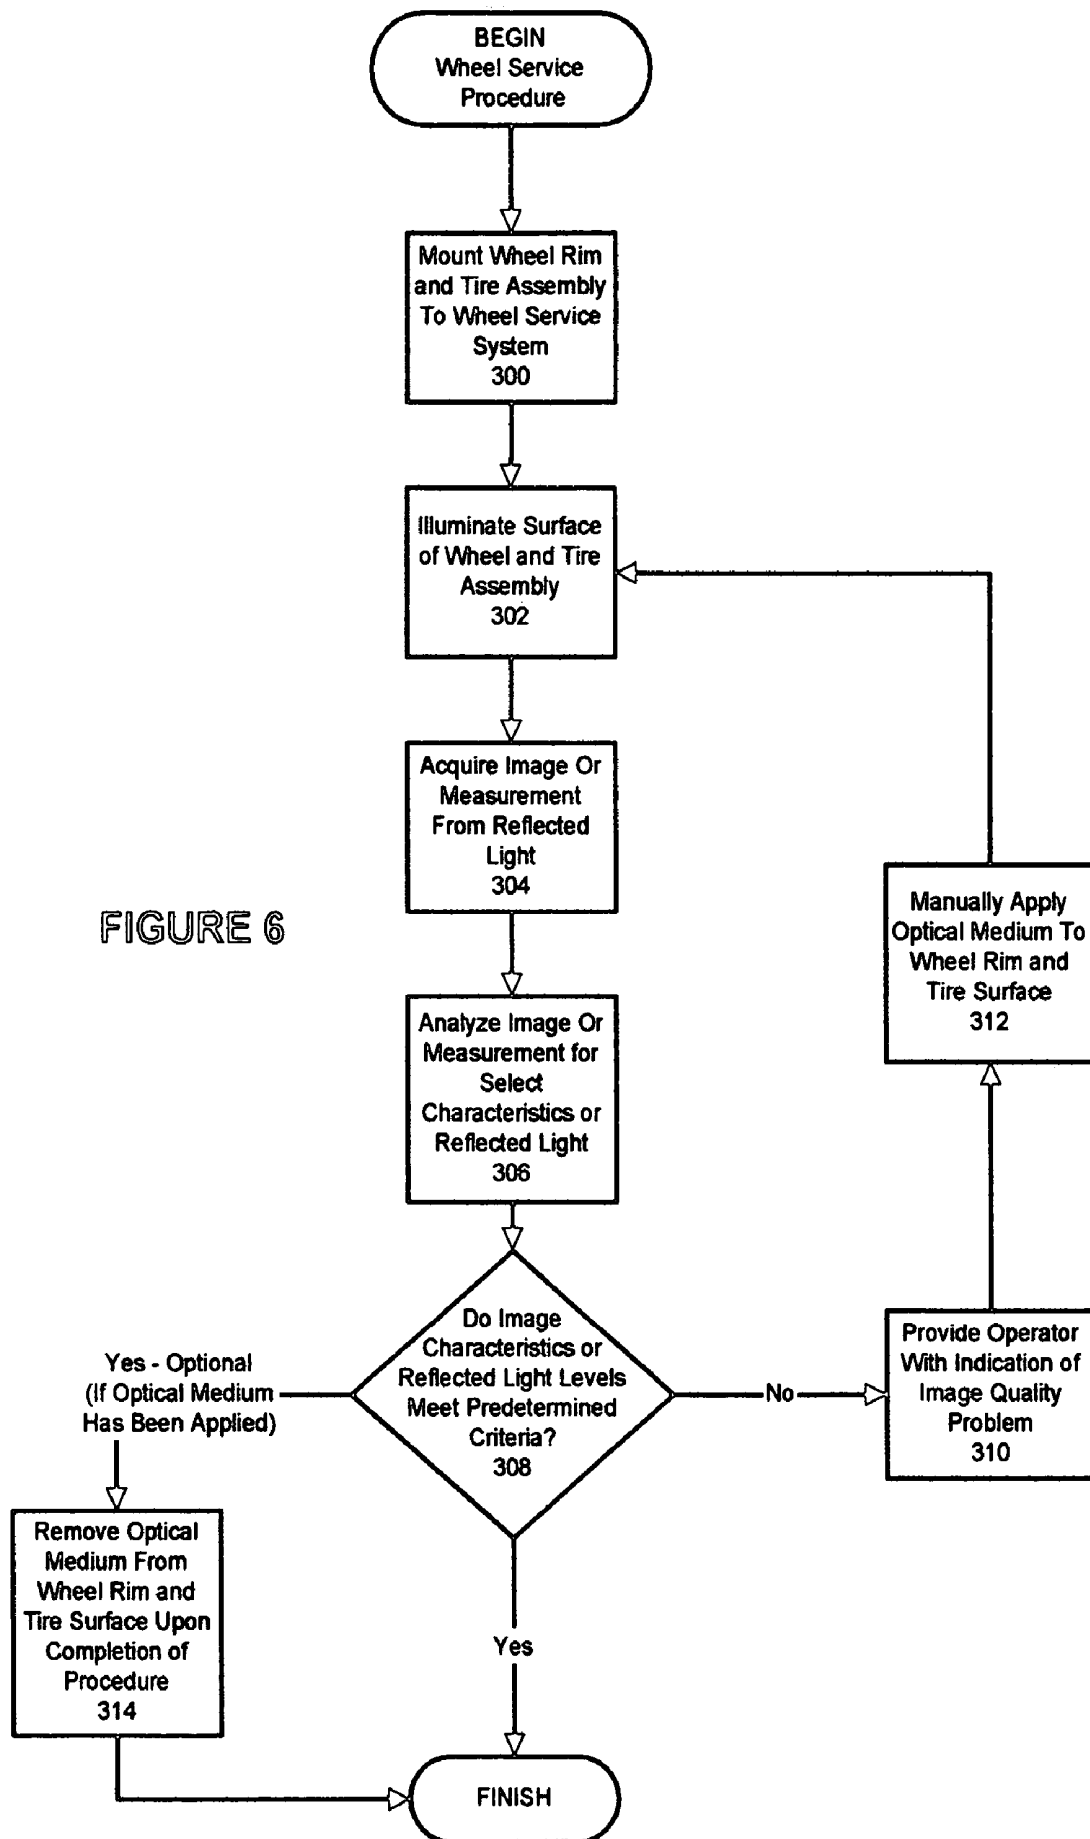 BEGIN
Wheel Service
Procedure
Mount Wheel Rim
and Tire Assembly
To Wheel Service
System
300
Illuminate Surface
of Wheel and Tire
Assembly
302
Acquire Image Or
Measurement
From Reflected
Light
304
FIGURE 6
Analyze Image Or
Measurement for
Select
Characteristics or
Reflected Light
306
Do Image
Characteristics or
Reflected Light Levels
Meet Predetermined
Criteria?
308
No
Provide Operator
With Indication of
Image Quality
Problem
310
Manually Apply
Optical Medium To
Wheel Rim and
Tire Surface
312
Yes - Optional
(If Optical Medium
Has Been Applied)
Remove Optical
Medium From
Wheel Rim and
Tire Surface Upon
Completion of
Procedure
314
Yes
FINISH